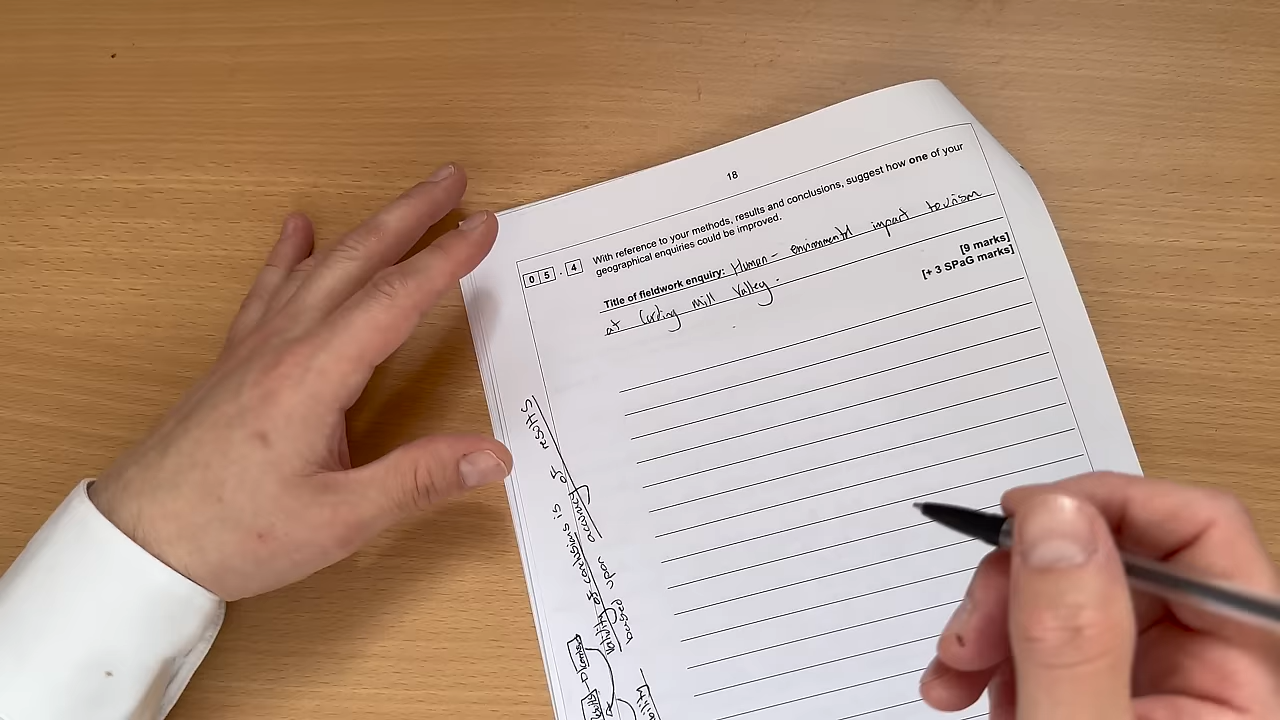 18
0 5 . 4
With reference to your methods, results and conclusions, suggest how one of your
geographical enquiries could be improved.
[9 marks]
[+ 3 SPaG marks]
Title of fieldwork enquiry: Human - environmental impact tourism
at Carding Mill Valley.
Validity of conclusions is
based upon accuracy of results